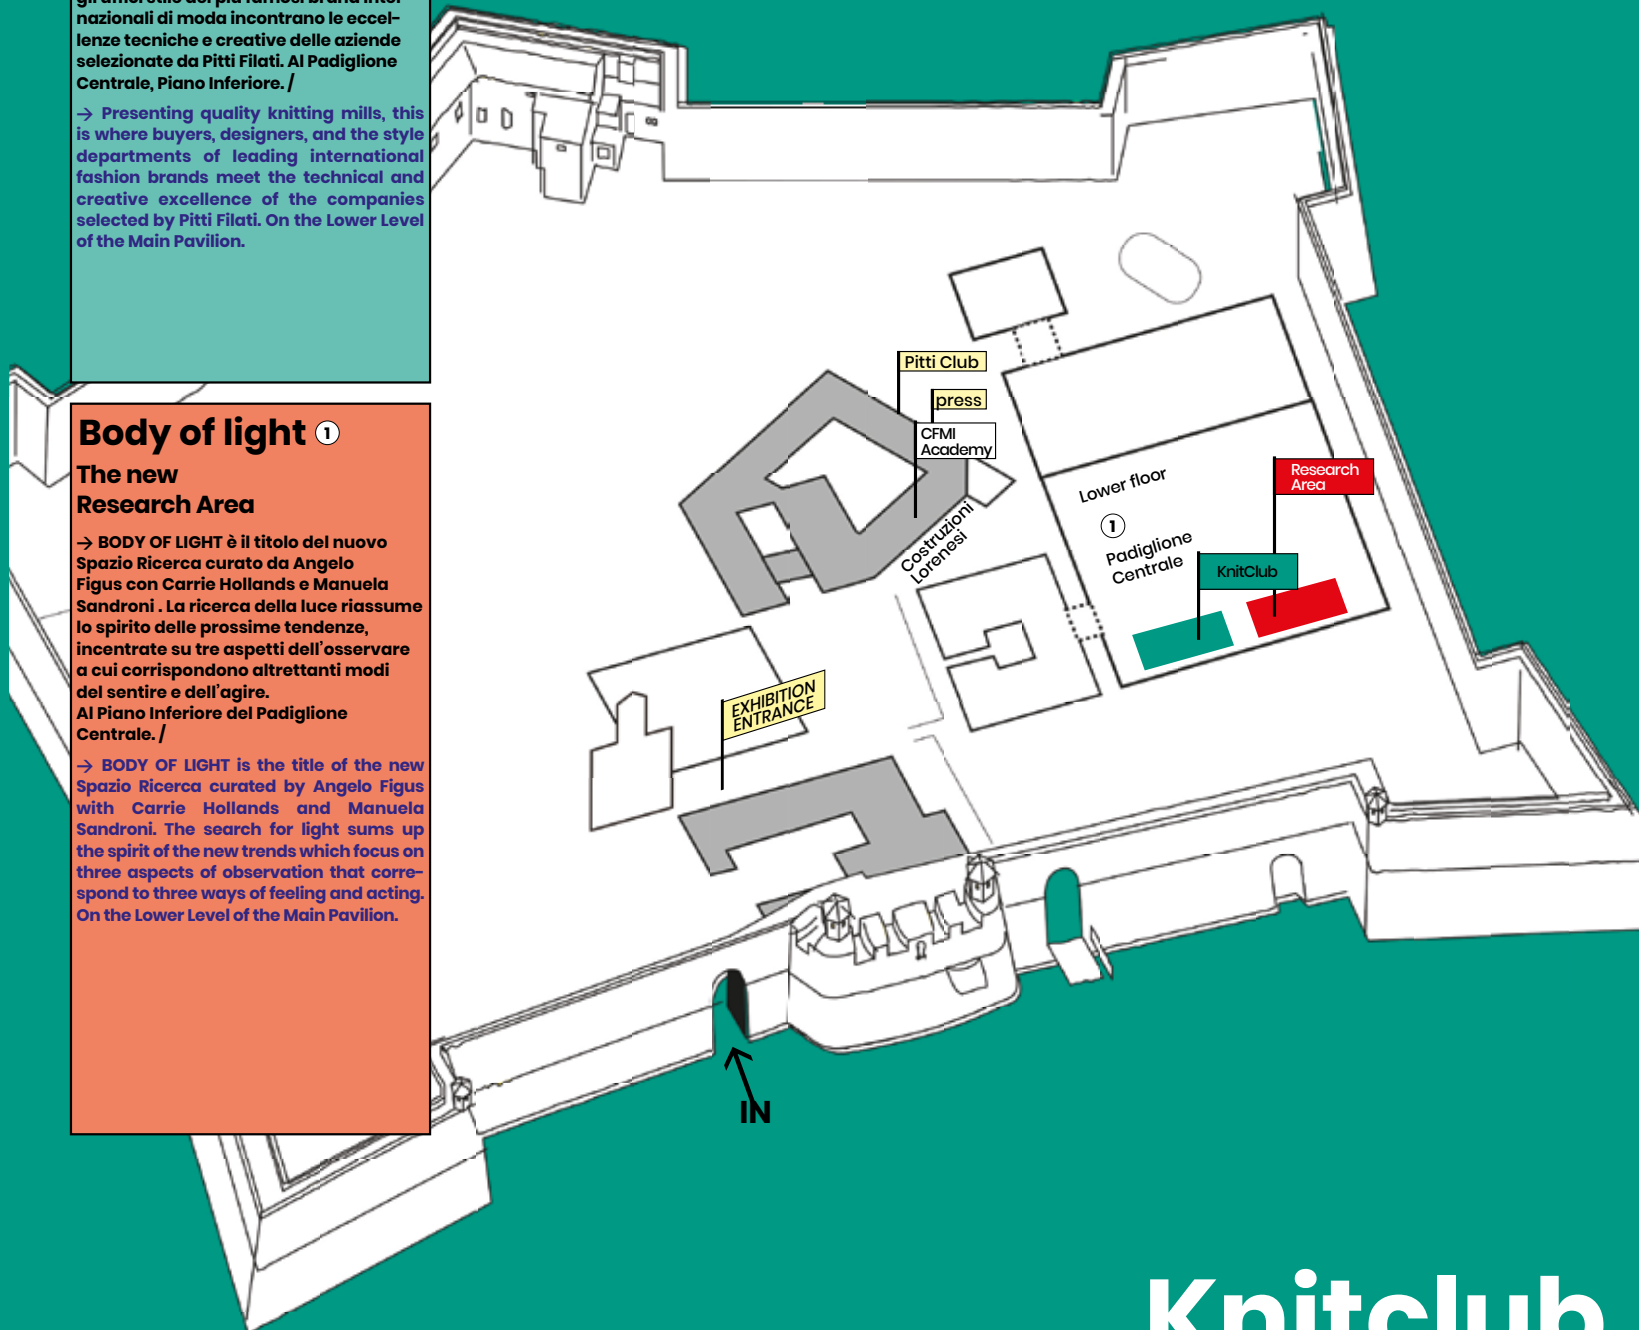 gli uffici stile dei più famosi brand inter-
nazionali di moda incontrano le eccel-
lenze tecniche e creative delle aziende
selezionate da Pitti Filati. Al Padiglione
Centrale, Piano Inferiore. /
→ Presenting quality knitting mills, this
is where buyers, designers, and the style
departments of leading international
fashion brands meet the technical and
creative excellence of the companies
selected by Pitti Filati. On the Lower Level
of the Main Pavilion.
Body of light 1
The new
Research Area
→ BODY OF LIGHT è il titolo del nuovo
Spazio Ricerca curato da Angelo
Figus con Carrie Hollands e Manuela
Sandroni . La ricerca della luce riassume
lo spirito delle prossime tendenze,
incentrate su tre aspetti dell'osservare
a cui corrispondono altrettanti modi
del sentire e dell'agire.
Al Piano Inferiore del Padiglione
Centrale. /
→ BODY OF LIGHT is the title of the new
Spazio Ricerca curated by Angelo Figus
with Carrie Hollands and Manuela
Sandroni. The search for light sums up
the spirit of the new trends which focus on
three aspects of observation that corre-
spond to three ways of feeling and acting.
On the Lower Level of the Main Pavilion.
Pitti Club
press
CFMI
Academy
Costruzioni
Lorenesi
Lower floor
1
Padiglione
Centrale
Research
Area
KnitClub
EXHIBITION
ENTRANCE
IN
Knitclub